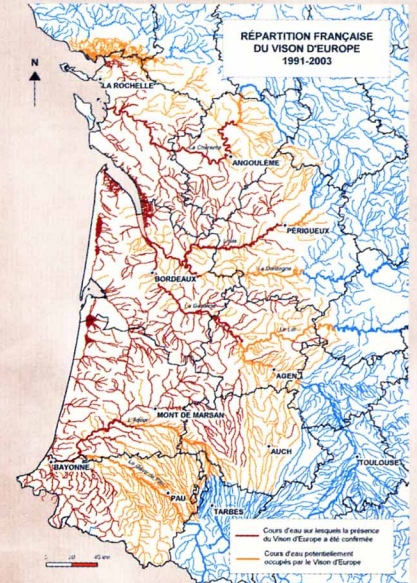 RÉPARTITION FRANÇAISE
DU VISON D'EUROPE
1991-2003
N
LA ROCHELLE
La Charente
ANGOULÊME
PÉRIGUEUX
L'Isle
La Dordogne
BORDEAUX
La Garonne
Le Lot
AGEN
MONT DE MARSAN
L'Adour
AUCH
BAYONNE
TOULOUSE
PAU
TARBES
Cours d'eau sur lesquels la présence
du Vison d'Europe a été confirmée
Cours d'eau potentiellement
occupés par le Vison d'Europe